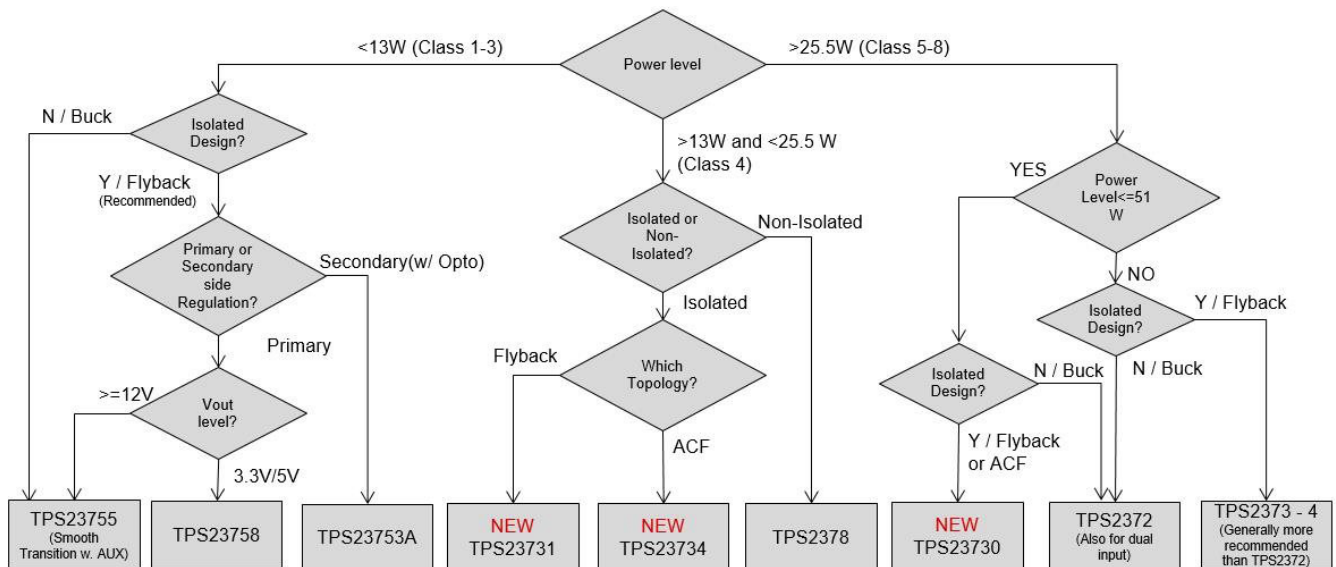 <13W (Class 1-3)
Power level
>25.5W (Class 5-8)
N / Buck
Isolated
Design?
>13W and <25.5 W
(Class 4)
Y / Flyback
(Recommended)
YES
Power
Level<=51
W
Isolated or
Non-
Isolated?
Non-Isolated
Primary or
Secondary
side
Regulation?
Secondary(w/ Opto)
NO
Isolated
Isolated
Design?
Y / Flyback
Primary
Flyback
Which
Topology?
Isolated
Design?
N / Buck
N / Buck
>=12V
Vout
level?
ACF
Y / Flyback
or ACF
3.3V/5V
TPS23755
(Smooth
Transition w. AUX)
TPS23758
TPS23753A
NEW
TPS23731
NEW
TPS23734
TPS2378
NEW
TPS23730
TPS2372
(Also for dual
input)
TPS2373 - 4
(Generally more
recommended
than TPS2372)